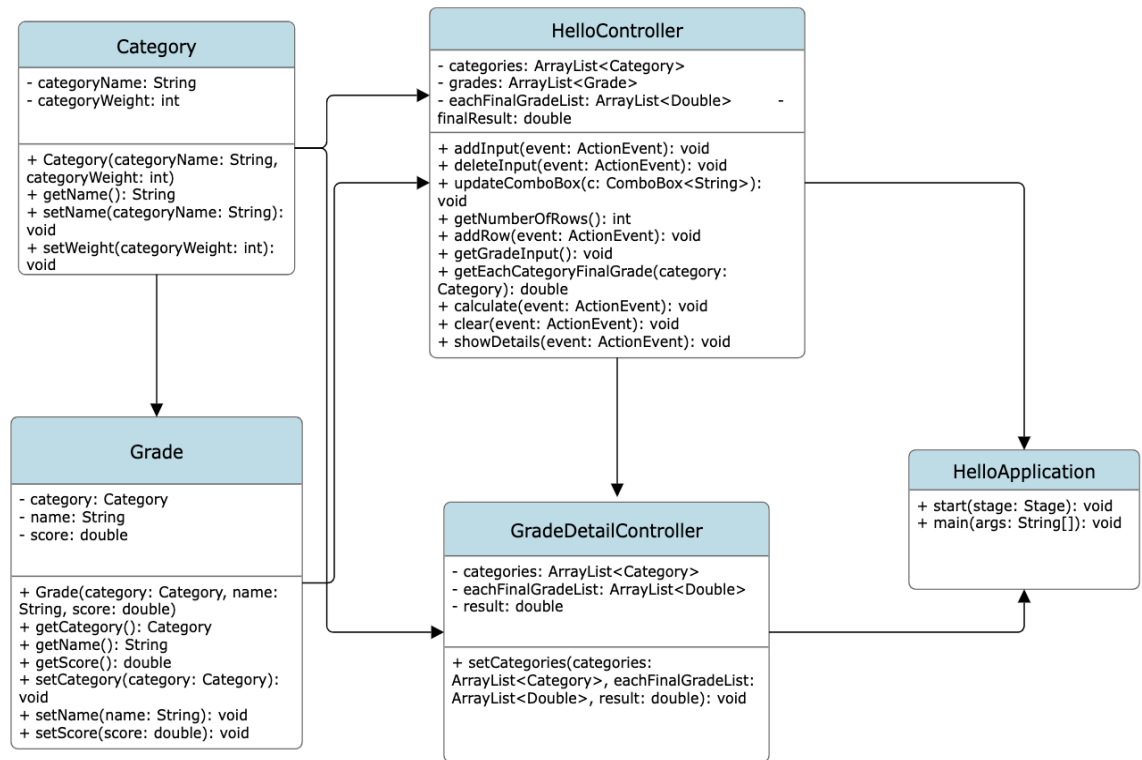 Category
- categoryName: String
- categoryWeight: int
+ Category(categoryName: String,
categoryWeight: int)
+ getName(): String
+ setName(categoryName: String):
void
+ setWeight(categoryWeight: int):
void
HelloController
- categories: ArrayList<Category>
- grades: ArrayList<Grade>
- eachFinalGradeList: ArrayList<Double> -
finalResult: double
+ addInput(event: ActionEvent): void
+ deleteInput(event: ActionEvent): void
+ updateComboBox(c: ComboBox<String>):
void
+ getNumberOfRows(): int
+ addRow(event: ActionEvent): void
+ getGradeInput(): void
+ getEachCategoryFinalGrade(category:
Category): double
+ calculate(event: ActionEvent): void
+ clear(event: ActionEvent): void
+ showDetails(event: ActionEvent): void
Grade
- category: Category
- name: String
- score: double
+ Grade(category: Category, name:
String, score: double)
+ getCategory(): Category
+ getName(): String
+ getScore(): double
+ setCategory(category: Category):
void
+ setName(name: String): void
+ setScore(score: double): void
GradeDetailController
- categories: ArrayList<Category>
- eachFinalGradeList: ArrayList<Double>
- result: double
+ setCategories(categories:
ArrayList<Category>, eachFinalGradeList:
ArrayList<Double>, result: double): void
HelloApplication
+ start(stage: Stage): void
+ main(args: String[]): void